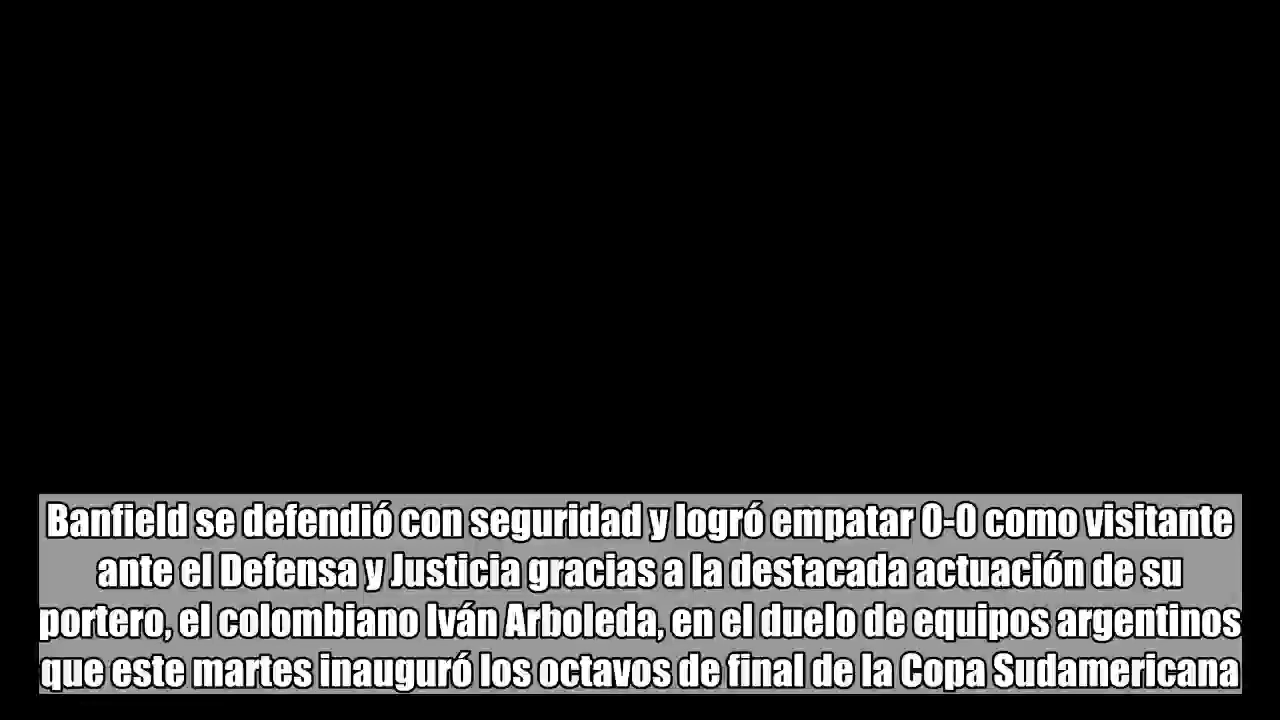 Banfield se defendió con seguridad y logró empatar 0-0 como visitante
ante el Defensa y Justicia gracias a la destacada actuación de su
portero, el colombiano Iván Arboleda, en el duelo de equipos argentinos
que este martes inauguró los octavos de final de la Copa Sudamericana